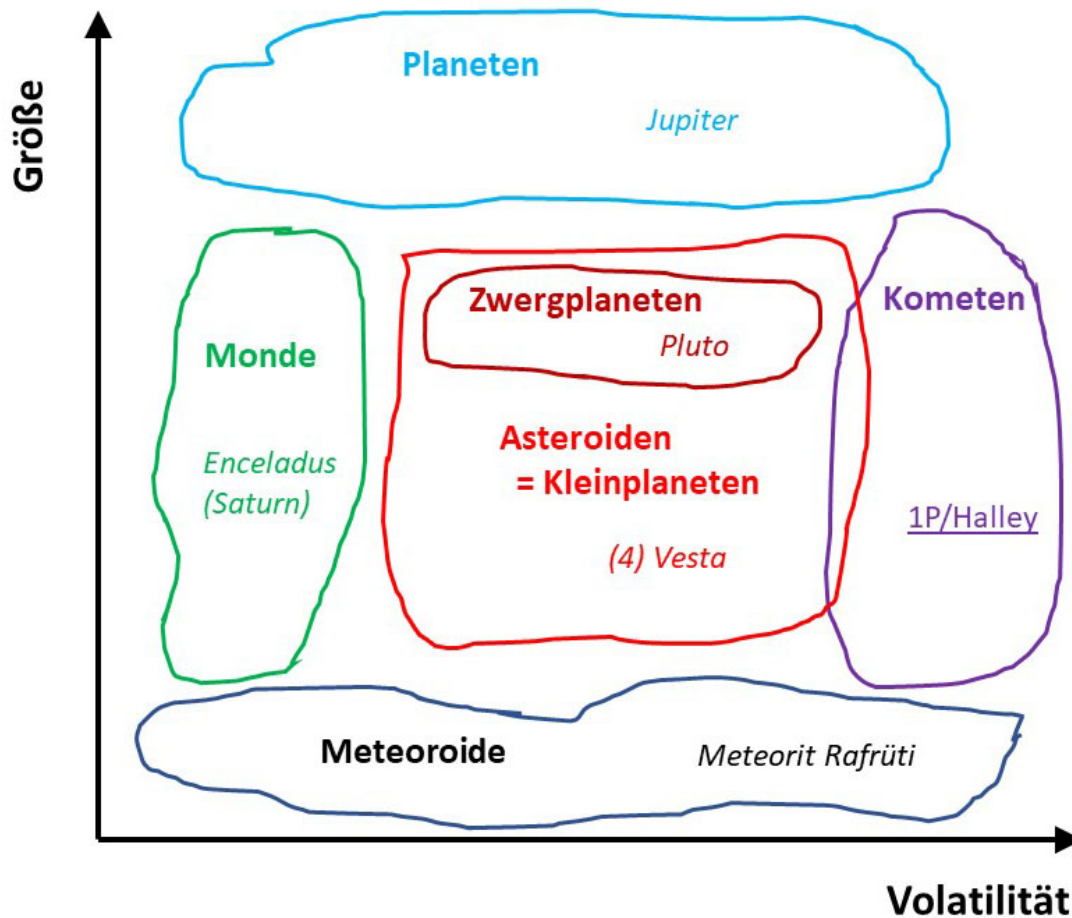 Größe
Planeten
Jupiter
Zwergplaneten
Pluto
Kometen
Monde
Enceladus
(Saturn)
Asteroiden
= Kleinplaneten
1P/Halley
(4) Vesta
Meteoroide
Meteorit Rafrüti
Volatilität